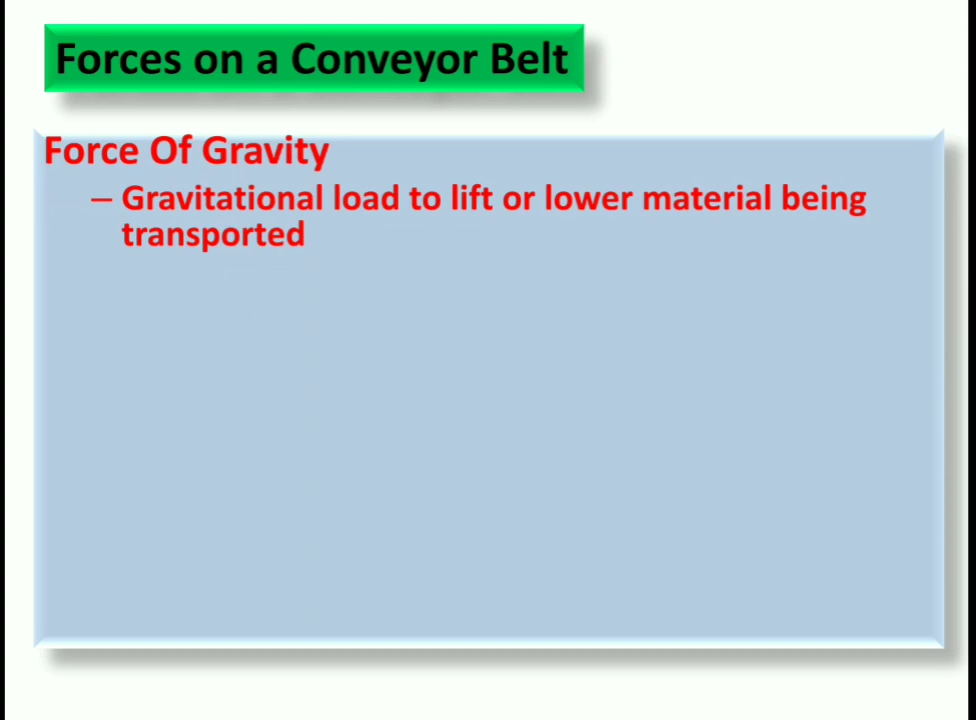 Forces on a Conveyor Belt
Force Of Gravity
– Gravitational load to lift or lower material being
transported